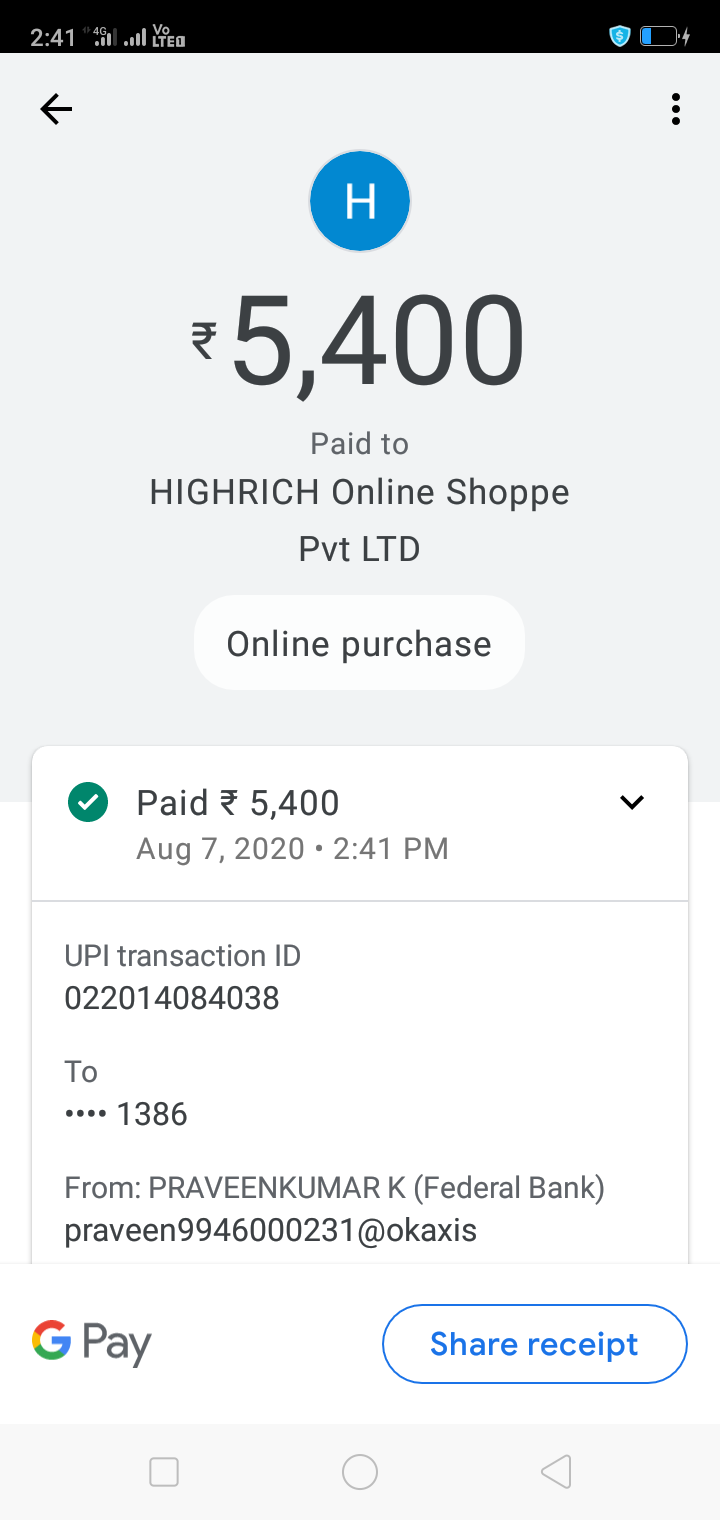 2:41 4G Vo LTE1
H
₹5,400
Paid to
HIGHRICH Online Shoppe
Pvt LTD
Online purchase
Paid ₹ 5,400
Aug 7, 2020 • 2:41 PM
UPI transaction ID
022014084038
To
•••• 1386
From: PRAVEENKUMAR K (Federal Bank)
praveen9946000231@okaxis
G Pay
Share receipt